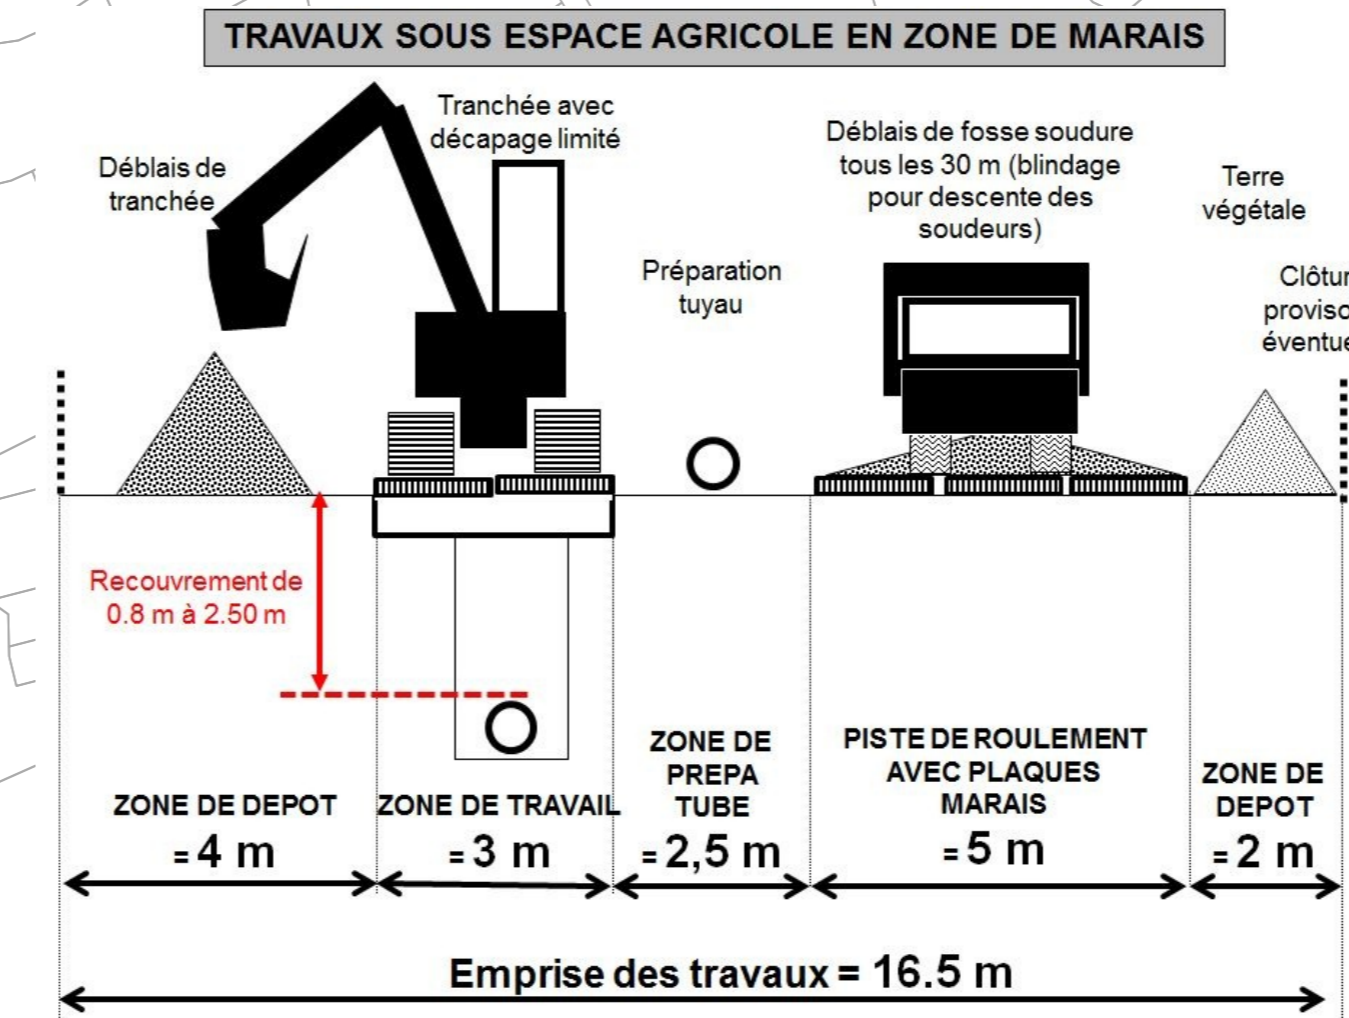 TRAVAUX SOUS ESPACE AGRICOLE EN ZONE DE MARAIS
Déblais de
tranchée
Tranchée avec
décapage limité
Préparation
tuyau
Déblais de fosse soudure
tous les 30 m (blindage
pour descente des
soudeurs)
Terre
végétale
Clôtur
proviso
éventue
Recouvrement de
0.8 m à 2.50 m
ZONE DE DEPOT
= 4 m
ZONE DE TRAVAIL
= 3 m
ZONE DE
PREPA
TUBE
= 2,5 m
PISTE DE ROULEMENT
AVEC PLAQUES
MARAIS
= 5 m
ZONE DE
DEPOT
= 2 m
Emprise des travaux = 16.5 m